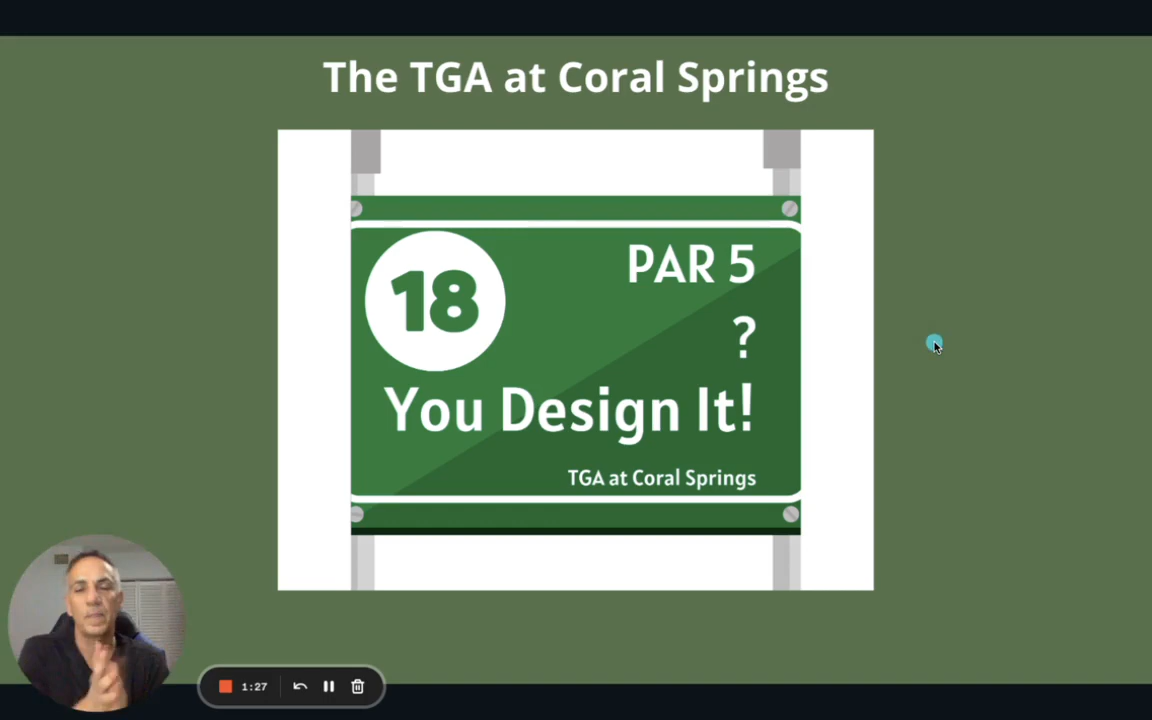 The TGA at Coral Springs
18
PAR 5
?
You Design It!
TGA at Coral Springs
1:27